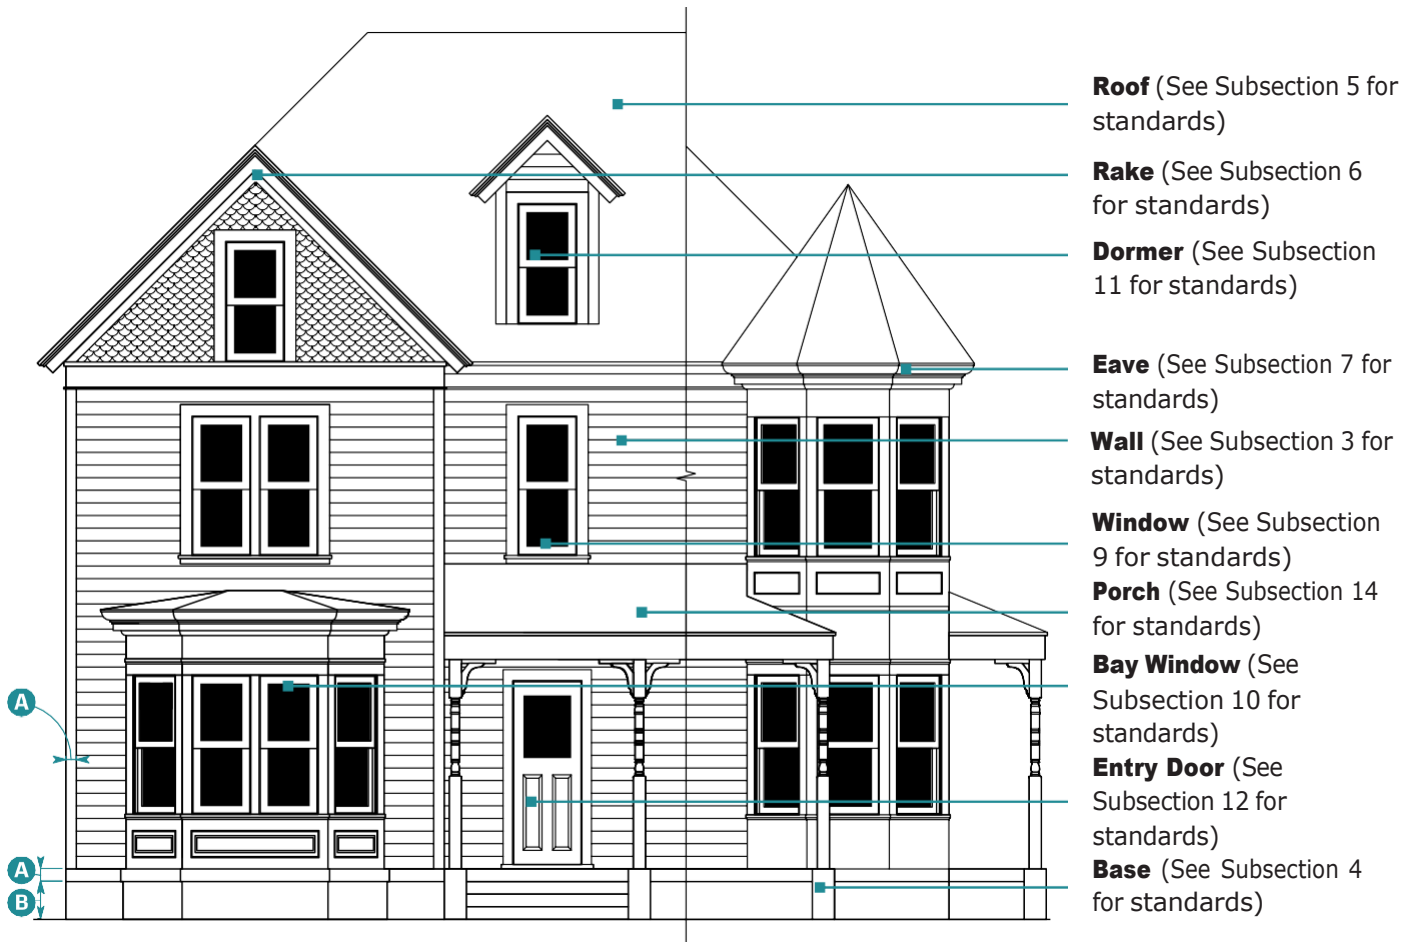 Roof (See Subsection 5 for
standards)
Rake (See Subsection 6
for standards)
Dormer (See Subsection
11 for standards)
Eave (See Subsection 7 for
standards)
Wall (See Subsection 3 for
standards)
Window (See Subsection
9 for standards)
Porch (See Subsection 14
for standards)
Bay Window (See
Subsection 10 for
standards)
Entry Door (See
Subsection 12 for
standards)
Base (See Subsection 4
for standards)
A
A
B